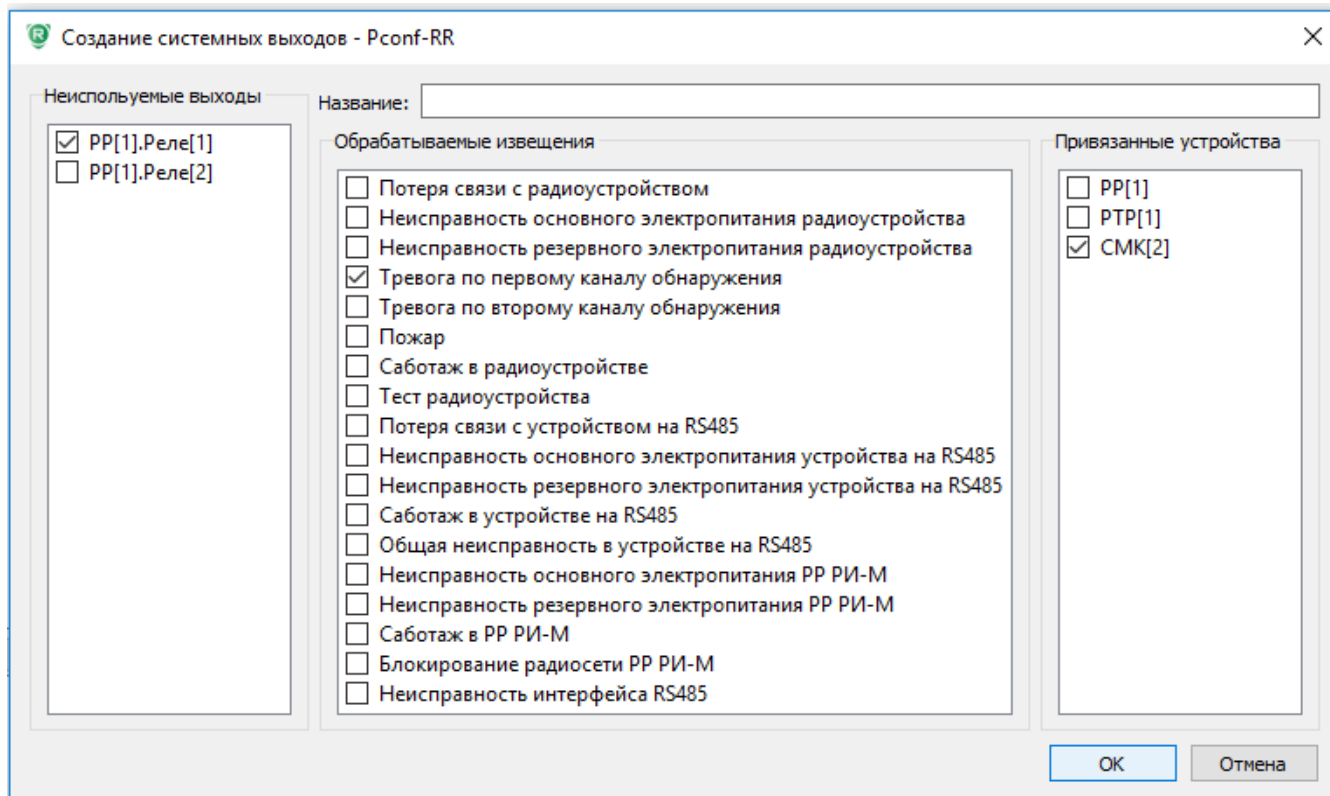 Создание системных выходов - Pconf-RR
Неиспользуемые выходы
РР[1].Реле[1]
РР[1].Реле[2]
Название:
Обрабатываемые извещения
Потеря связи с радиоустройством
Неисправность основного электропитания радиоустройства
Неисправность резервного электропитания радиоустройства
Тревога по первому каналу обнаружения
Тревога по второму каналу обнаружения
Пожар
Саботаж в радиоустройстве
Тест радиоустройства
Потеря связи с устройством на RS485
Неисправность основного электропитания устройства на RS485
Неисправность резервного электропитания устройства на RS485
Саботаж в устройстве на RS485
Общая неисправность в устройстве на RS485
Неисправность основного электропитания РР РИ-М
Неисправность резервного электропитания РР РИ-М
Саботаж в РР РИ-М
Блокирование радиосети РР РИ-М
Неисправность интерфейса RS485
Привязанные устройства
РР[1]
РТР[1]
СМК[2]
OK
Отмена